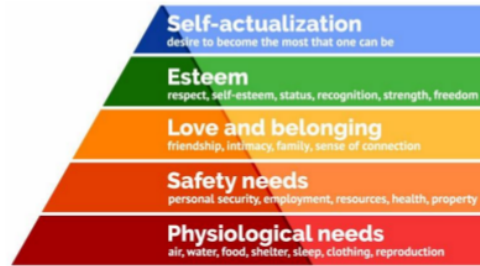 Self-actualization
desire to become the most that one can be
Esteem
respect, self-esteem, status, recognition, strength, freedom
Love and belonging
friendship, intimacy, family, sense of connection
Safety needs
personal security, employment, resources, health, property
Physiological needs
air, water, food, shelter, sleep, clothing, reproduction